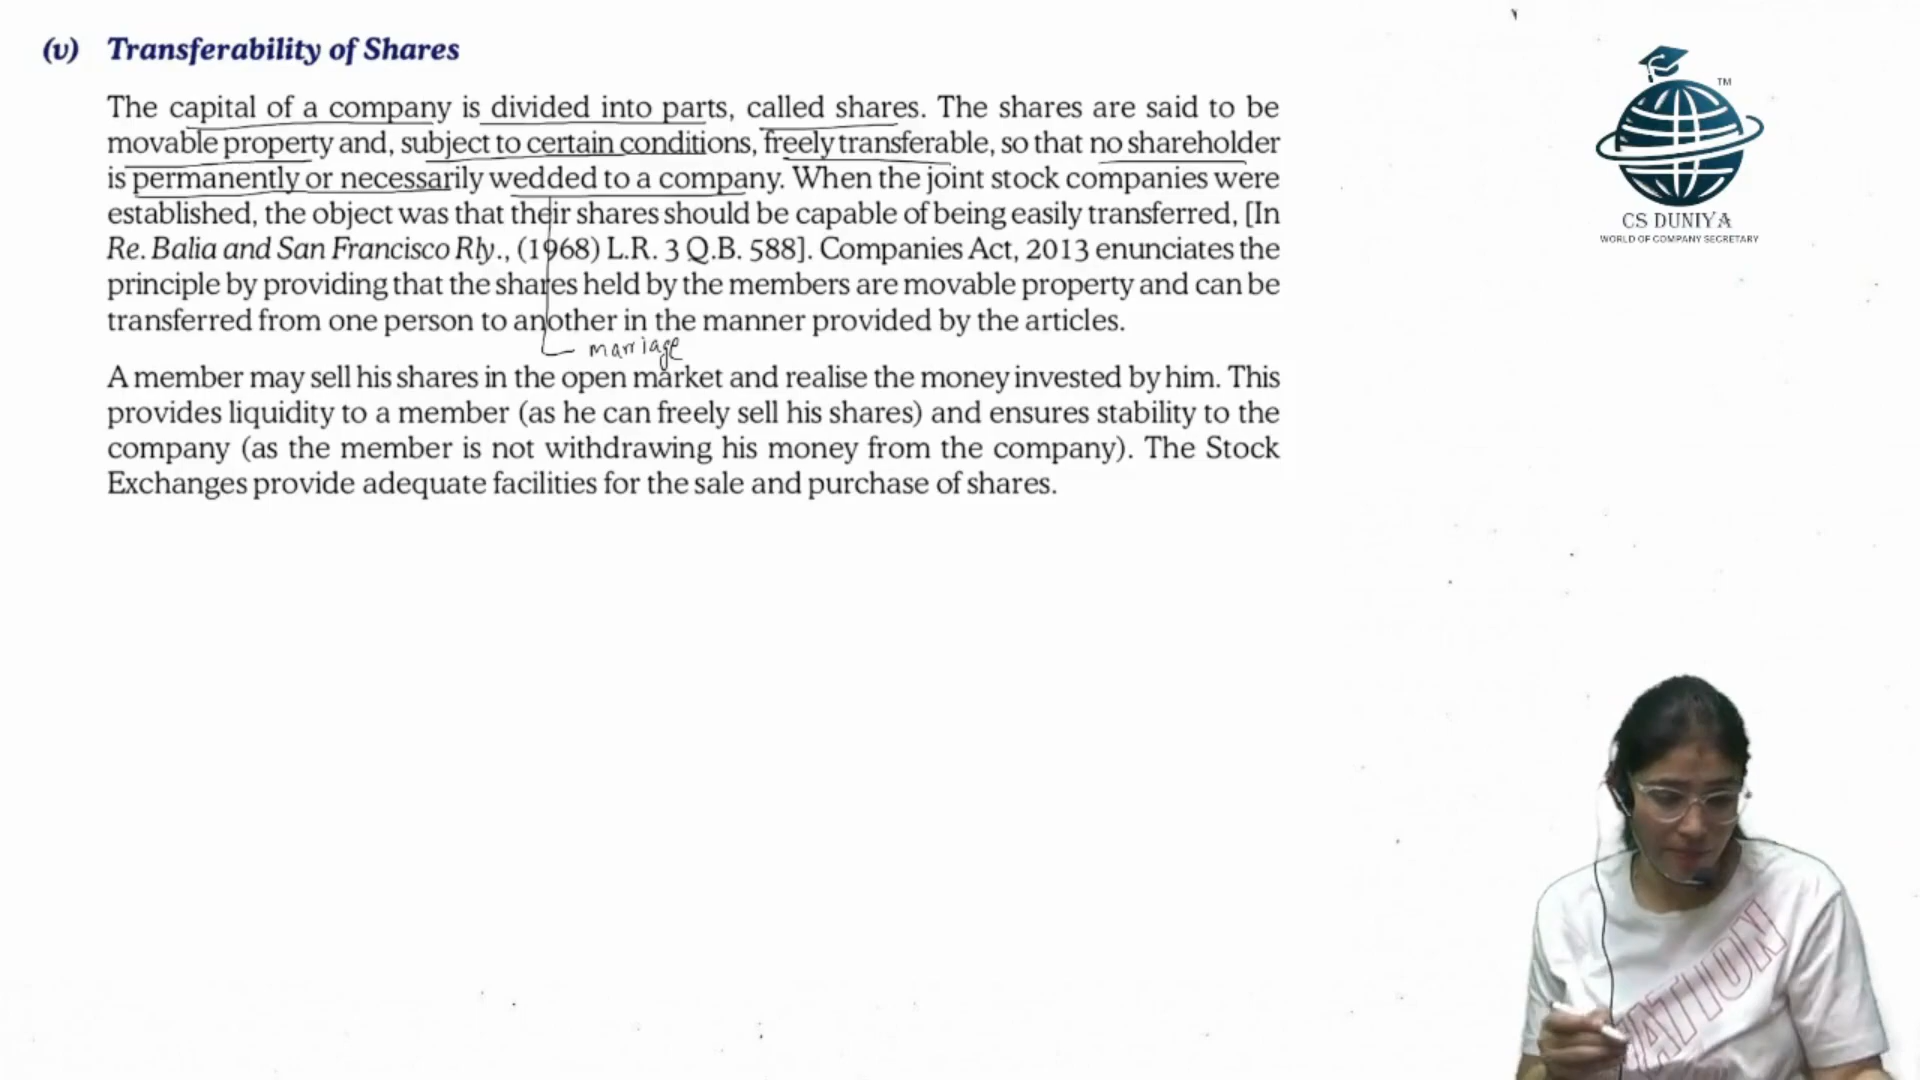 (v) Transferability of Shares
The capital of a company is divided into parts, called shares. The shares are said to be
movable property and, subject to certain conditions, freely transferable, so that no shareholder
is permanently or necessarily wedded to a company. When the joint stock companies were
established, the object was that their shares should be capable of being easily transferred, [In
Re. Balia and San Francisco Rly., (1968) L.R. 3 Q.B. 588]. Companies Act, 2013 enunciates the
principle by providing that the shares held by the members are movable property and can be
transferred from one person to another in the manner provided by the articles.
marriage
A member may sell his shares in the open market and realise the money invested by him. This
provides liquidity to a member (as he can freely sell his shares) and ensures stability to the
company (as the member is not withdrawing his money from the company). The Stock
Exchanges provide adequate facilities for the sale and purchase of shares.
TM
CS DUNIYA
WORLD OF COMPANY SECRETARY